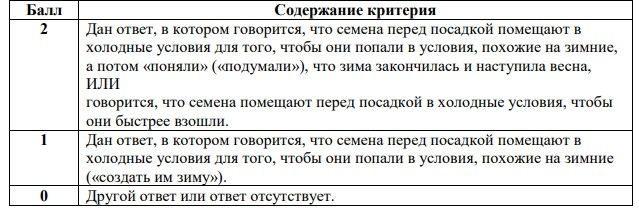 Балл Содержание критерия
2 Дан ответ, в котором говорится, что семена перед посадкой помещают в
холодные условия для того, чтобы они попали в условия, похожие на зимние,
а потом «поняли» («подумали»), что зима закончилась и наступила весна,
ИЛИ
говорится, что семена помещают перед посадкой в холодные условия, чтобы
они быстрее взошли.
1 Дан ответ, в котором говорится, что семена перед посадкой помещают в
холодные условия для того, чтобы они попали в условия, похожие на зимние
(«создать им зиму»).
0 Другой ответ или ответ отсутствует.